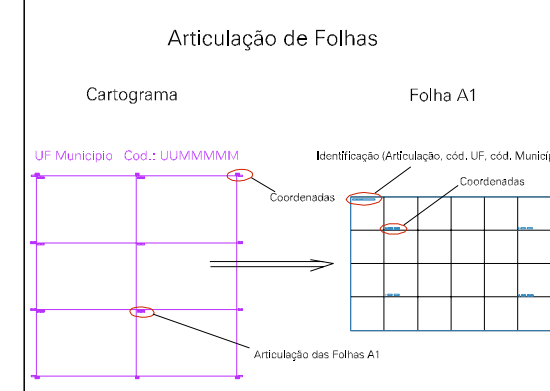 Articulação de Folhas
Cartograma
Folha A1
UF Municipio Cod.: UUMMMMM
Identificação (Articulação, cód. UF, cód. Municíp
Coordenadas
Coordenadas
Articulação das Folhas A1